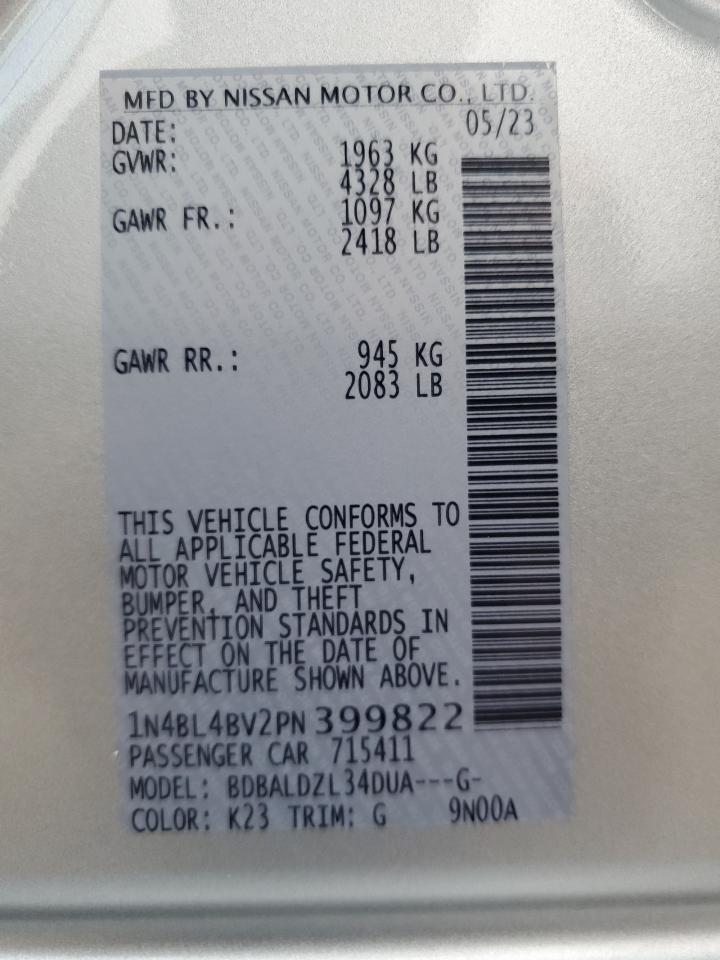 MFD BY NISSAN MOTOR CO., LTD.
DATE: 05/23
GVWR: 1963 KG
4328 LB
GAWR FR.: 1097 KG
2418 LB
GAWR RR.: 945 KG
2083 LB
THIS VEHICLE CONFORMS TO
ALL APPLICABLE FEDERAL
MOTOR VEHICLE SAFETY,
BUMPER, AND THEFT
PREVENTION STANDARDS IN
EFFECT ON THE DATE OF
MANUFACTURE SHOWN ABOVE.
1N4BL4BV2PN399822
PASSENGER CAR 715411
MODEL: BDBALDZL34DUA---G-
COLOR: K23 TRIM: G 9N00A